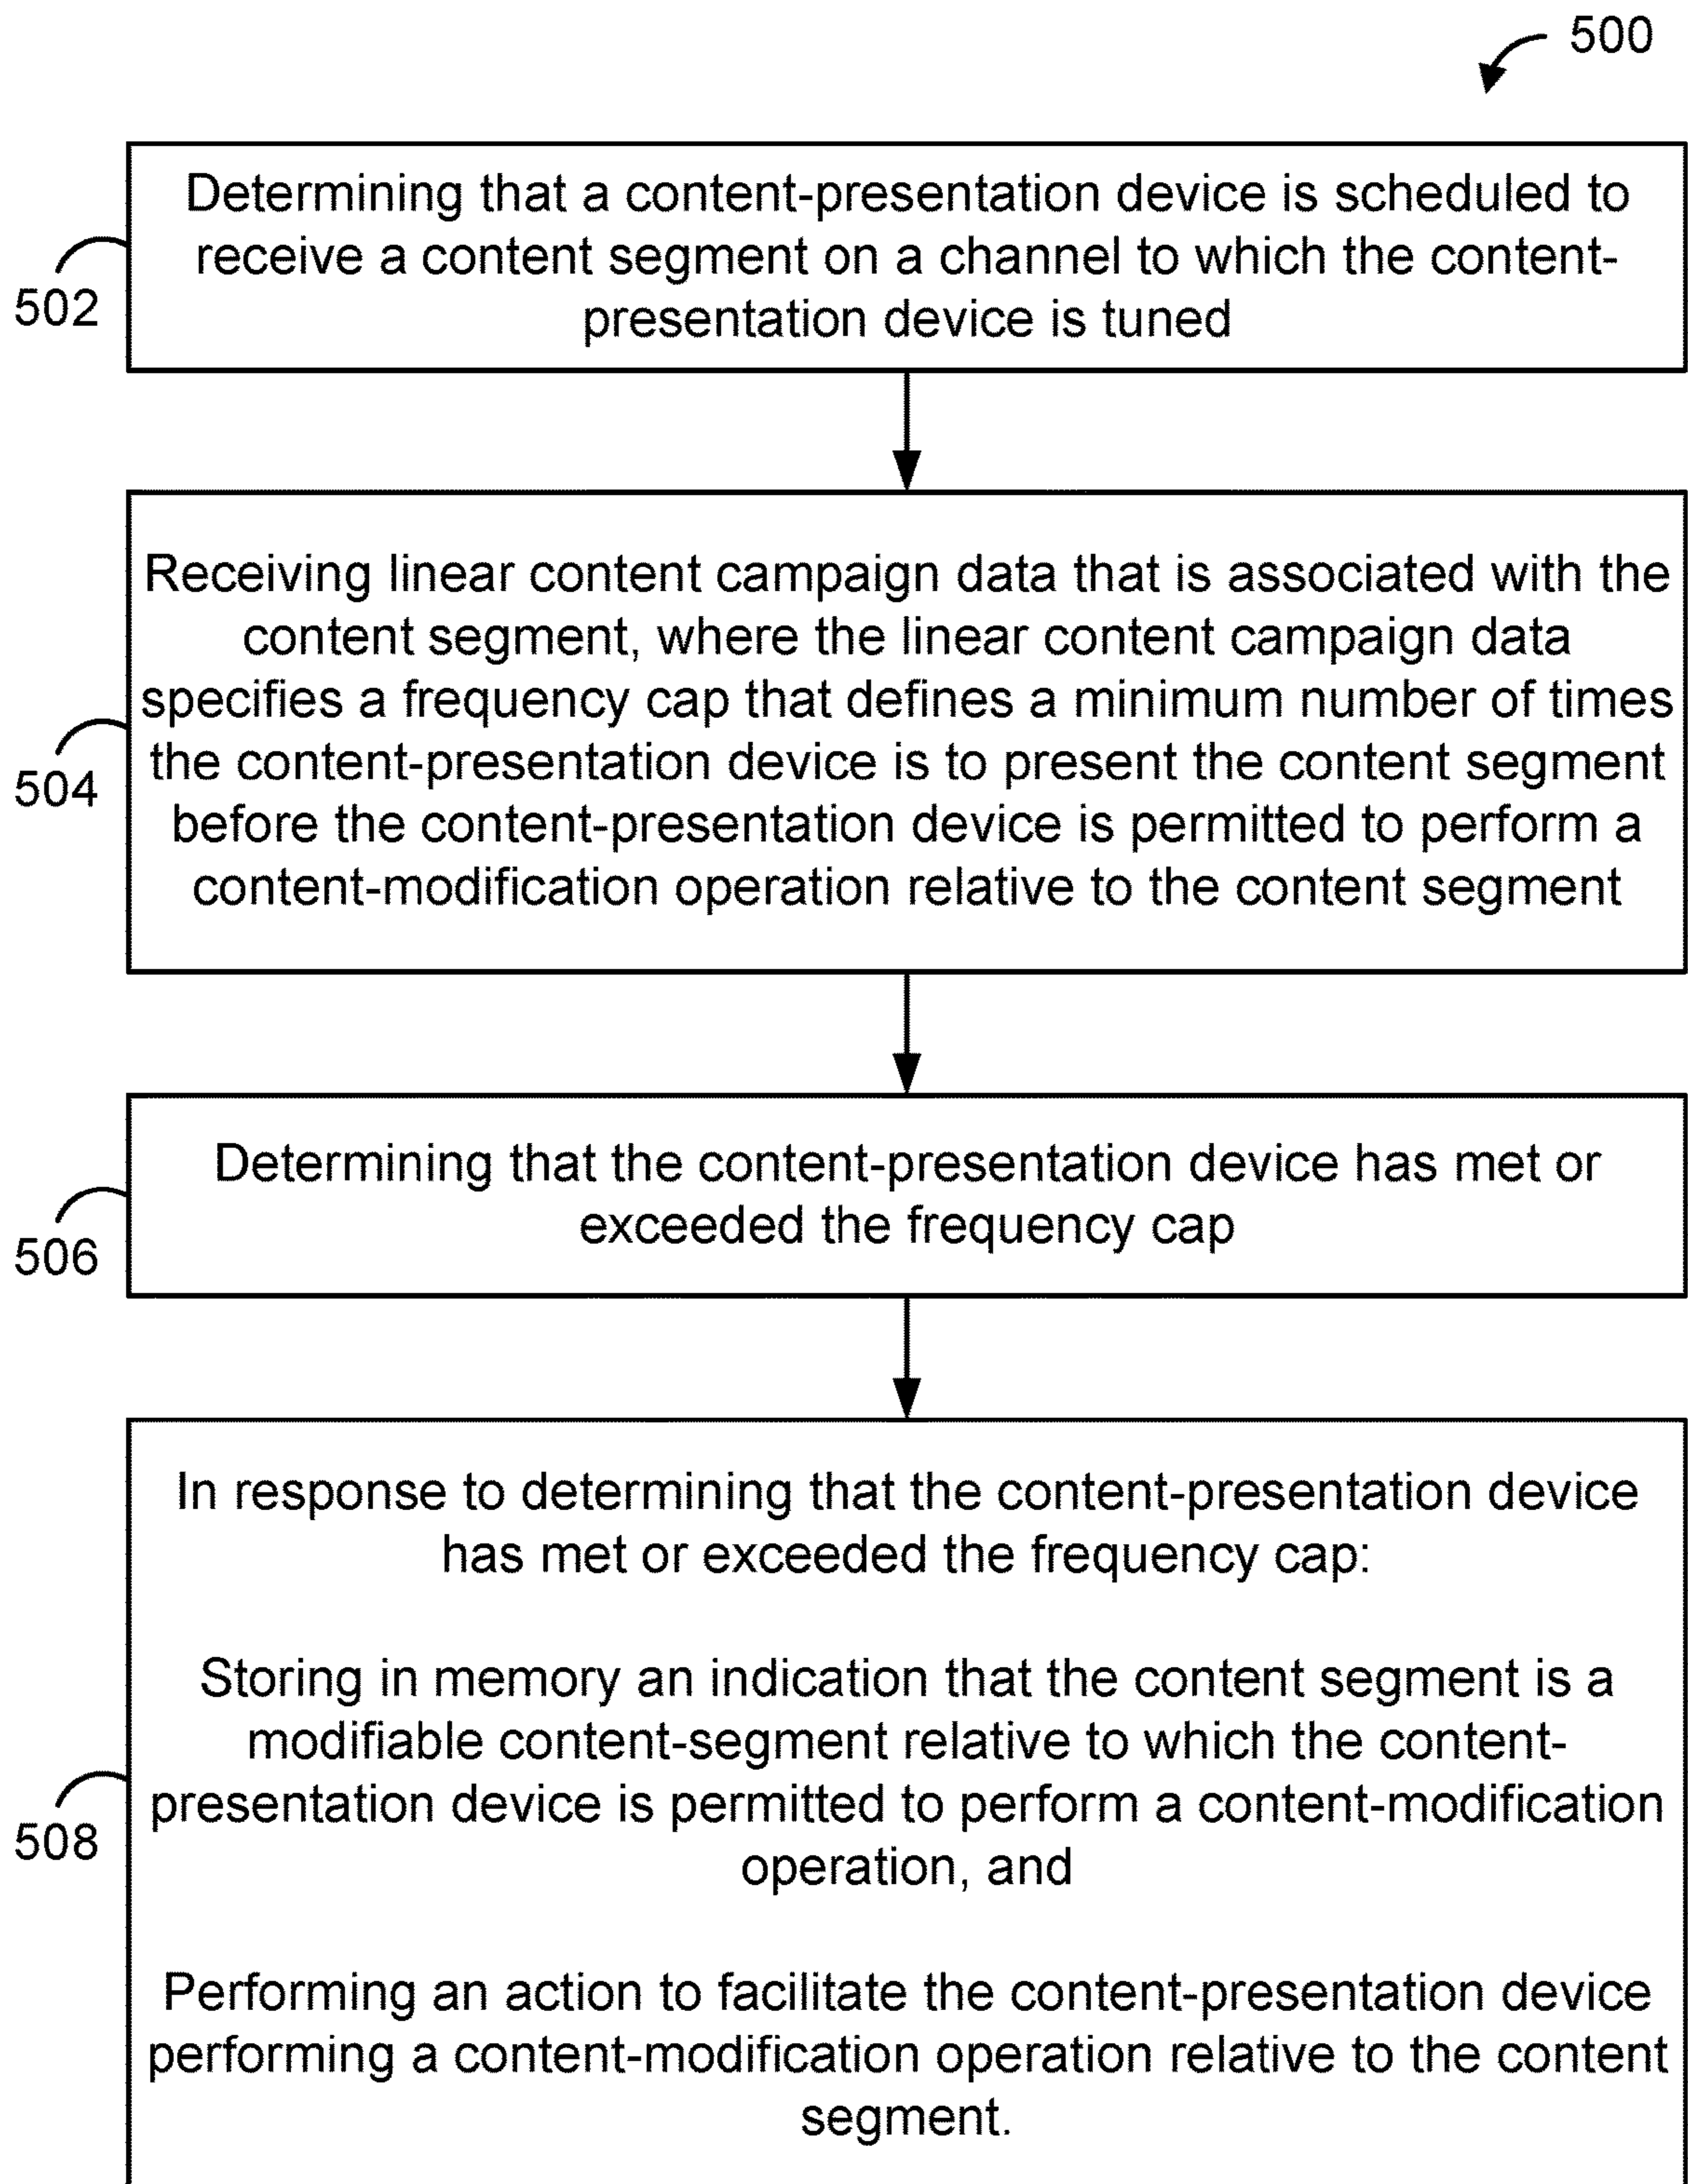 500
Determining that a content-presentation device is scheduled to
receive a content segment on a channel to which the content-
presentation device is tuned
502
Receiving linear content campaign data that is associated with the
content segment, where the linear content campaign data
specifies a frequency cap that defines a minimum number of times
the content-presentation device is to present the content segment
before the content-presentation device is permitted to perform a
content-modification operation relative to the content segment
504
Determining that the content-presentation device has met or
exceeded the frequency cap
506
In response to determining that the content-presentation device
has met or exceeded the frequency cap:
Storing in memory an indication that the content segment is a
modifiable content-segment relative to which the content-
presentation device is permitted to perform a content-modification
operation, and
Performing an action to facilitate the content-presentation device
performing a content-modification operation relative to the content
segment.
508